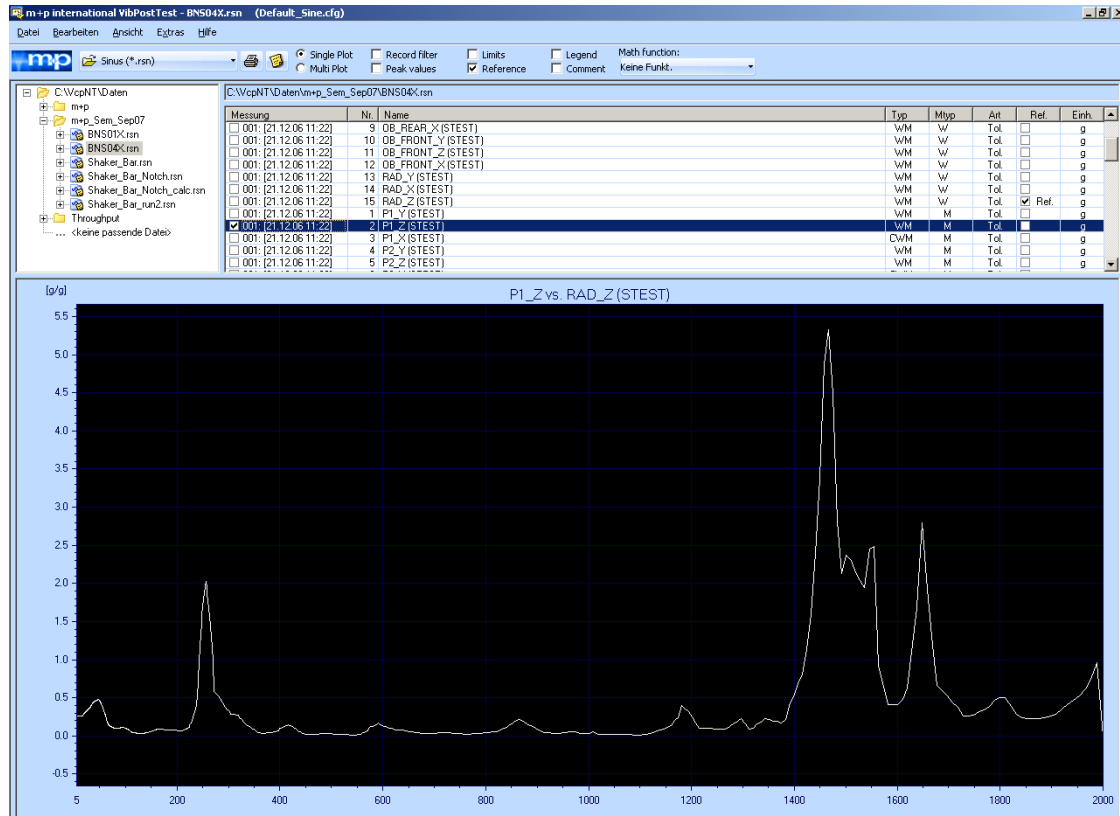 m+p international VibPostTest - BNS04X.rsn (Default_Sine.cfg)
Datei Bearbeiten Ansicht Extras Hilfe
m+p Sinus (*.rsn) Single Plot Record filter Limits Legend Math function:
Multi Plot Peak values Reference Comment Keine Funkt.
C:\VcpNT\Daten
m+p
m+p_Sem_Sep07
BNS01X.rsn
BNS04X.rsn
Shaker_Bar.rsn
Shaker_Bar_Notch.rsn
Shaker_Bar_Notch_calc.rsn
Shaker_Bar_run2.rsn
Throughput
... <keine passende Datei>
C:\VcpNT\Daten\m+p_Sem_Sep07\BNS04X.rsn
Messung Nr. Name Typ Mtyp Art Ref. Einh.
001: [21.12.06 11:22] 9 OB_REAR_X (STEST) WM W Tol. g
001: [21.12.06 11:22] 10 OB_FRONT_Y (STEST) WM W Tol. g
001: [21.12.06 11:22] 11 OB_FRONT_Z (STEST) WM W Tol. g
001: [21.12.06 11:22] 12 OB_FRONT_X (STEST) WM W Tol. g
001: [21.12.06 11:22] 13 RAD_Y (STEST) WM W Tol. g
001: [21.12.06 11:22] 14 RAD_X (STEST) WM W Tol. g
001: [21.12.06 11:22] 15 RAD_Z (STEST) WM W Tol. Ref. g
001: [21.12.06 11:22] 1 P1_Y (STEST) WM M Tol. g
001: [21.12.06 11:22] 2 P1_Z (STEST) WM M Tol. g
001: [21.12.06 11:22] 3 P1_X (STEST) CWM M Tol. g
001: [21.12.06 11:22] 4 P2_Y (STEST) WM M Tol. g
001: [21.12.06 11:22] 5 P2_Z (STEST) WM M Tol. g
[g/g]
P1_Z vs. RAD_Z (STEST)
5.5
5.0
4.5
4.0
3.5
3.0
2.5
2.0
1.5
1.0
0.5
0.0
-0.5
5 200 400 600 800 1000 1200 1400 1600 1800 2000